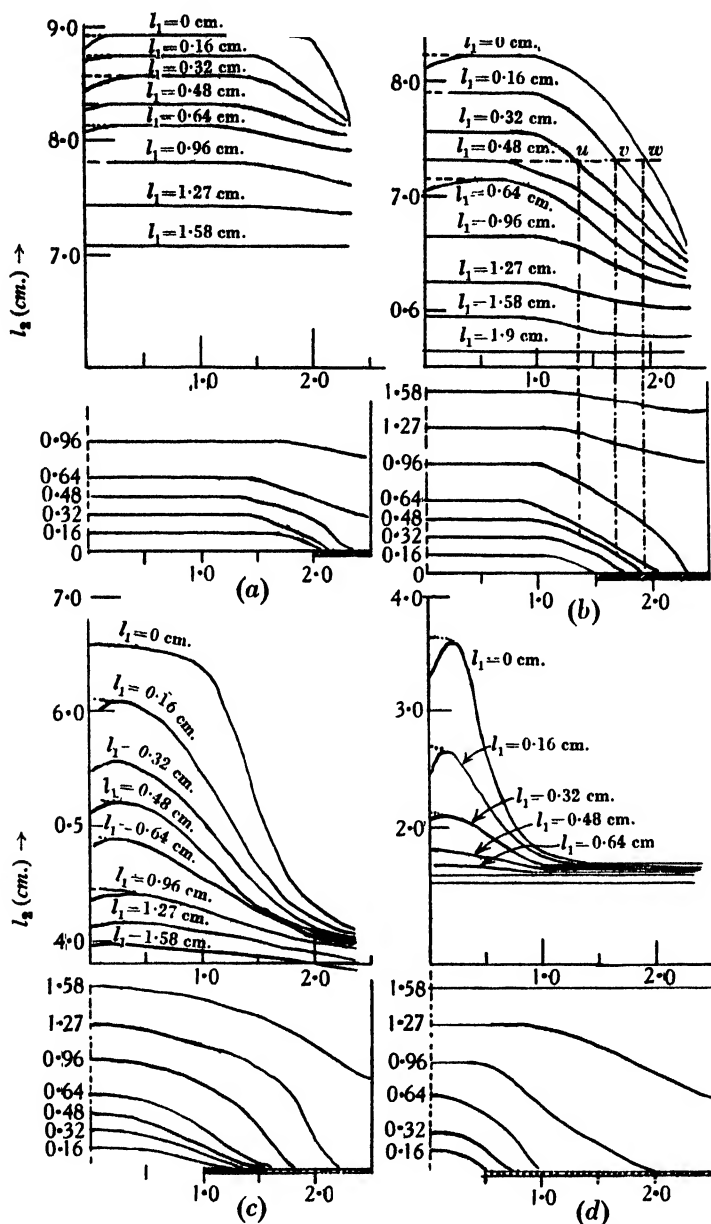 9·0
l₁=0 cm.
l₁=0·16 cm.
l₁=0·32 cm.
l₁=0·48 cm.
8·0
l₁=0·64 cm.
l₁=0·96 cm.
l₁=1·27 cm.
l₁=1·58 cm.
7·0
l₂ (cm.) →
1·0
2·0
0·96
0·64
0·48
0·32
0·16
0
1·0
2·0
(a)
l₁=0 cm.
8·0
l₁=0·16 cm.
l₁=0·32 cm.
u
v
w
l₁=0·48 cm.
7·0
l₁=0·64 cm.
l₁–0·96 cm.
l₁=1·27 cm.
0·6
l₁–1·58 cm.
l₁–1·9 cm.
1·0
2·0
1·58
1·27
0·96
0·64
0·48
0·32
0·16
0
1·0
2·0
(b)
7·0
l₁=0 cm.
6·0
l₁=0·16 cm.
l₁–0·32 cm.
l₁=0·48 cm.
0·5
l₁–0·64 cm.
l₁=0·96 cm.
l₁=1·27 cm.
4·0
l₁–1·58 cm.
l₂ (cm.) →
1·0
2·0
1·58
1·27
0·96
0·64
0·48
0·32
0·16
1·0
2·0
(c)
4·0
l₁=0 cm.
3·0
l₁=0·16 cm.
l₁=0·32 cm.
2·0
l₁=0·48 cm.
l₁=0·64 cm
1·0
2·0
1·58
1·27
0·96
0·64
0·32
0·16
1·0
2·0
(d)